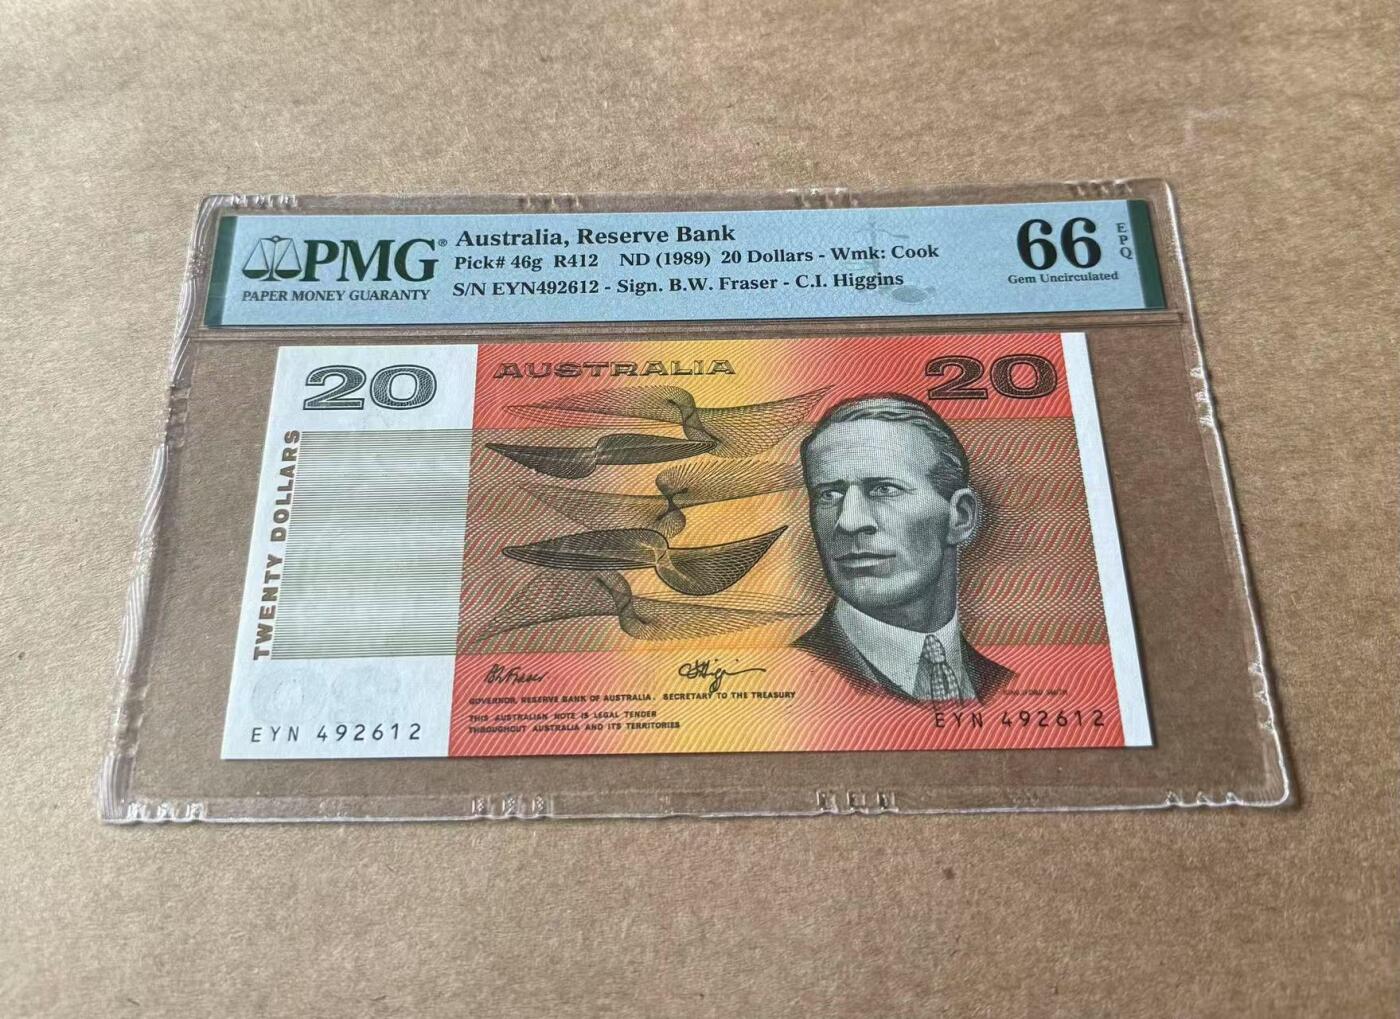 PMG®
PAPER MONEY GUARANTY
Australia, Reserve Bank
Pick# 46g R412 ND (1989) 20 Dollars - Wmk: Cook
S/N EYN492612 - Sign. B.W. Fraser - C.I. Higgins
66
EPQ
Gem Uncirculated
20
AUSTRALIA
20
TWENTY DOLLARS
GOVERNOR, RESERVE BANK OF AUSTRALIA. SECRETARY TO THE TREASURY
THIS AUSTRALIAN NOTE IS LEGAL TENDER
THROUGHOUT AUSTRALIA AND ITS TERRITORIES
EYN 492612
EYN 492612